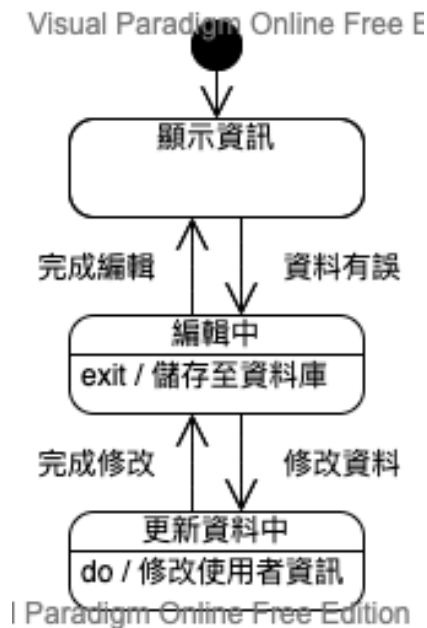 Visual Paradigm Online Free E
顯示資訊
完成編輯
資料有誤
編輯中
exit / 儲存至資料庫
完成修改
修改資料
更新資料中
do / 修改使用者資訊
l Paradigm Online Free Edition